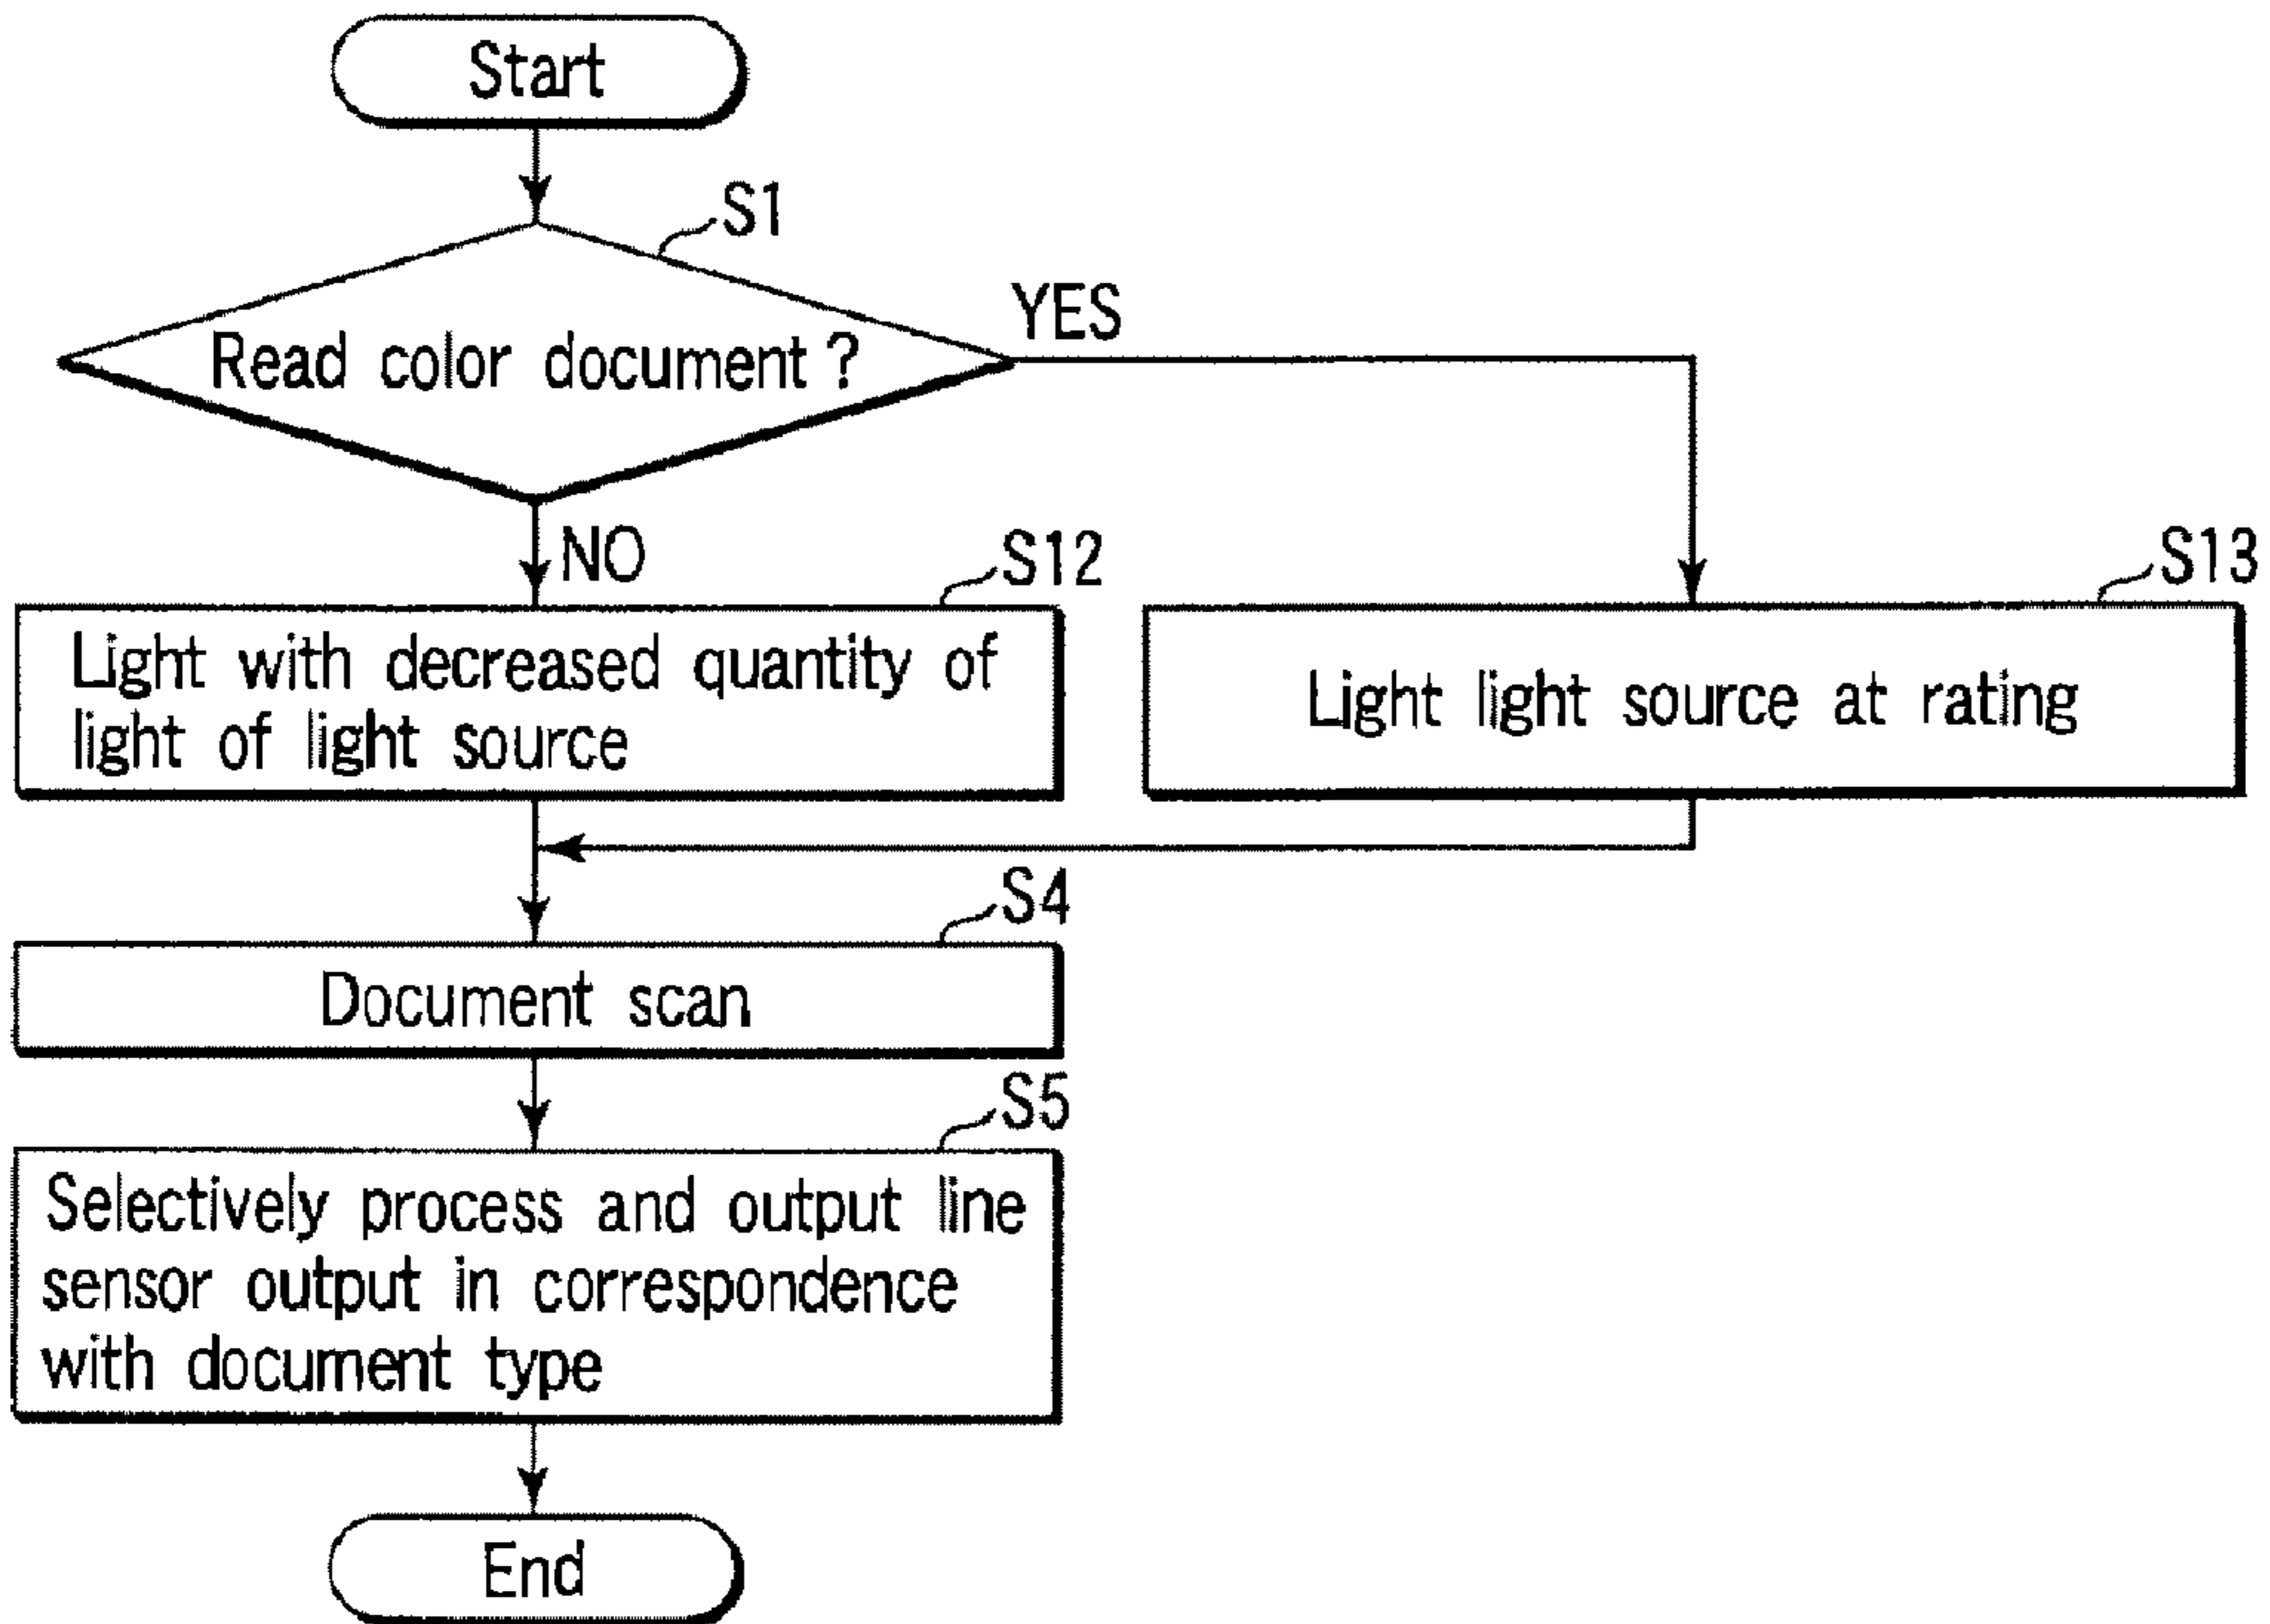 Start
S1
Read color document ?
YES
NO
S12
S13
Light with decreased quantity of
light of light source
Light light source at rating
S4
Document scan
S5
Selectively process and output line
sensor output in correspondence
with document type
End